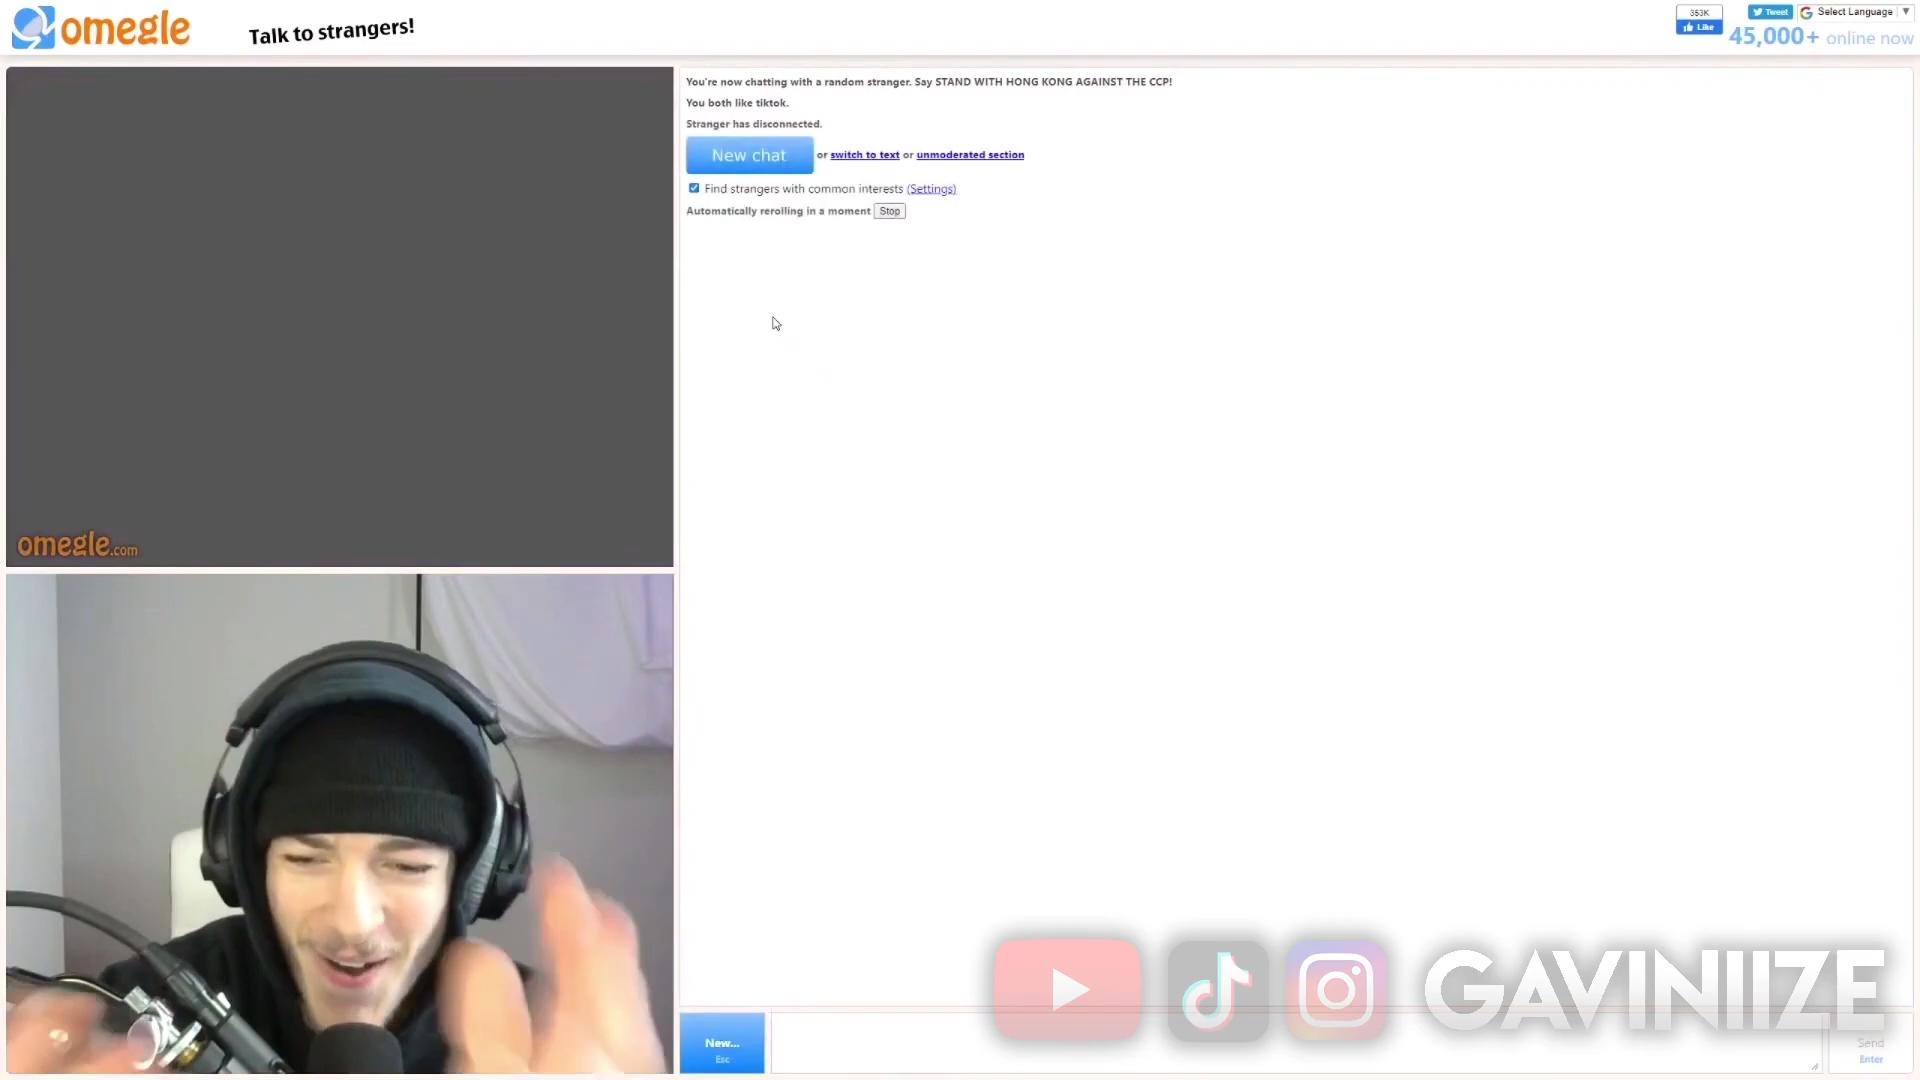 omegle
Talk to strangers!
353K
Like
Tweet
Select Language
45,000+ online now
You're now chatting with a random stranger. Say STAND WITH HONG KONG AGAINST THE CCP!
You both like tiktok.
Stranger has disconnected.
New chat or switch to text or unmoderated section
Find strangers with common interests (Settings)
Automatically rerolling in a moment Stop
omegle.com
GAVINIIZE
New...
Esc
Send
Enter